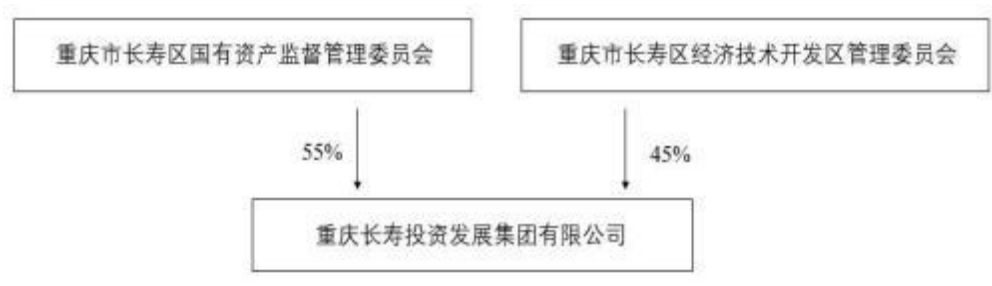 重庆市长寿区国有资产监督管理委员会
重庆市长寿区经济技术开发区管理委员会
55%
45%
重庆长寿投资发展集团有限公司